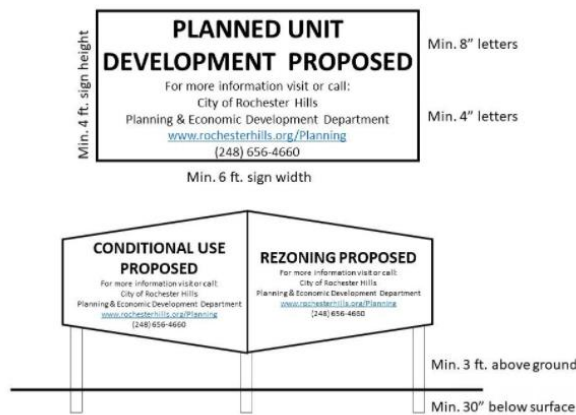 PLANNED UNIT
DEVELOPMENT PROPOSED
For more information visit or call:
City of Rochester Hills
Planning & Economic Development Department
www.rochesterhills.org/Planning
(248) 656-4660
Min. 4 ft. sign height
Min. 8” letters
Min. 4” letters
Min. 6 ft. sign width
CONDITIONAL USE
PROPOSED
For more information visit or call:
City of Rochester Hills
Planning & Economic Development Department
www.rochesterhills.org/Planning
(248) 656-4660
REZONING PROPOSED
For more information visit or call:
City of Rochester Hills
Planning & Economic Development Department
www.rochesterhills.org/Planning
(248) 656-4660
Min. 3 ft. above ground
Min. 30” below surface